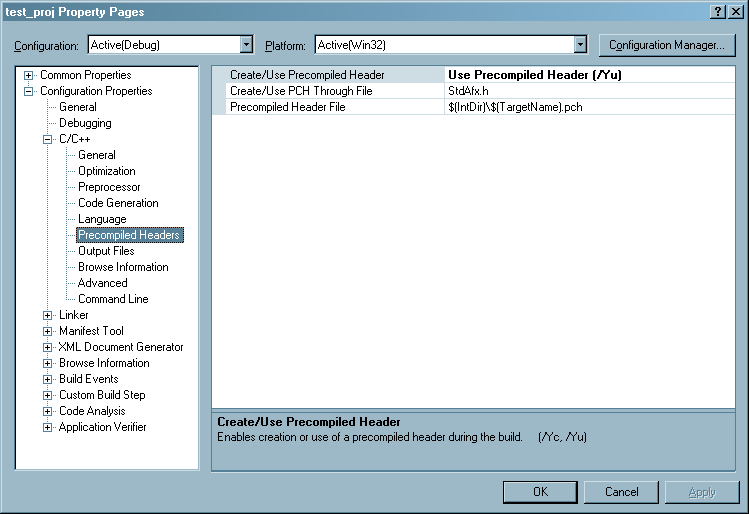 test_proj Property Pages
Configuration: Active(Debug) Platform: Active(Win32) Configuration Manager...
Common Properties
Configuration Properties
General
Debugging
C/C++
General
Optimization
Preprocessor
Code Generation
Language
Precompiled Headers
Output Files
Browse Information
Advanced
Command Line
Linker
Manifest Tool
XML Document Generator
Browse Information
Build Events
Custom Build Step
Code Analysis
Application Verifier
Create/Use Precompiled Header Use Precompiled Header (/Yu)
Create/Use PCH Through File StdAfx.h
Precompiled Header File $(IntDir)\$(TargetName).pch
Create/Use Precompiled Header
Enables creation or use of a precompiled header during the build. (/Yc, /Yu)
OK Cancel Apply